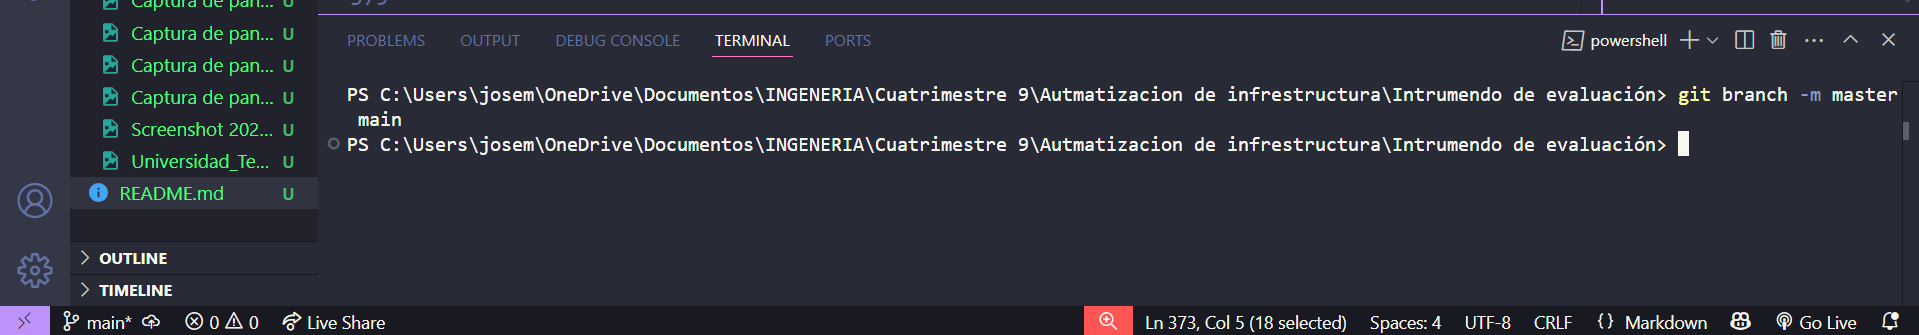 Captura de pan... U
Captura de pan... U
Captura de pan... U
Captura de pan... U
Screenshot 202... U
Universidad_Te... U
README.md U
OUTLINE
TIMELINE
PROBLEMS OUTPUT DEBUG CONSOLE TERMINAL PORTS
powershell
PS C:\Users\josem\OneDrive\Documentos\INGENERIA\Cuatrimestre 9\Autmatizacion de infrestructura\Intrumendo de evaluación> git branch -m master
main
PS C:\Users\josem\OneDrive\Documentos\INGENERIA\Cuatrimestre 9\Autmatizacion de infrestructura\Intrumendo de evaluación>
main* 0 0 Live Share Ln 373, Col 5 (18 selected) Spaces: 4 UTF-8 CRLF {} Markdown Go Live